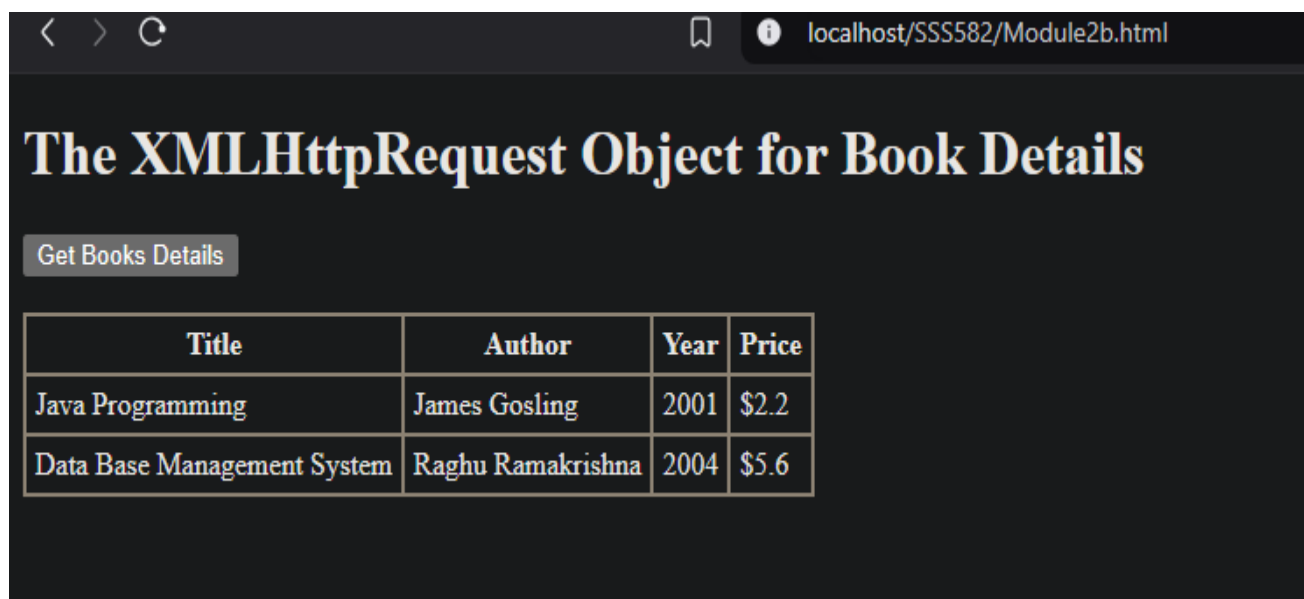 localhost/SSS582/Module2b.html
The XMLHttpRequest Object for Book Details
Get Books Details
Title Author Year Price
Java Programming James Gosling 2001 $2.2
Data Base Management System Raghu Ramakrishna 2004 $5.6